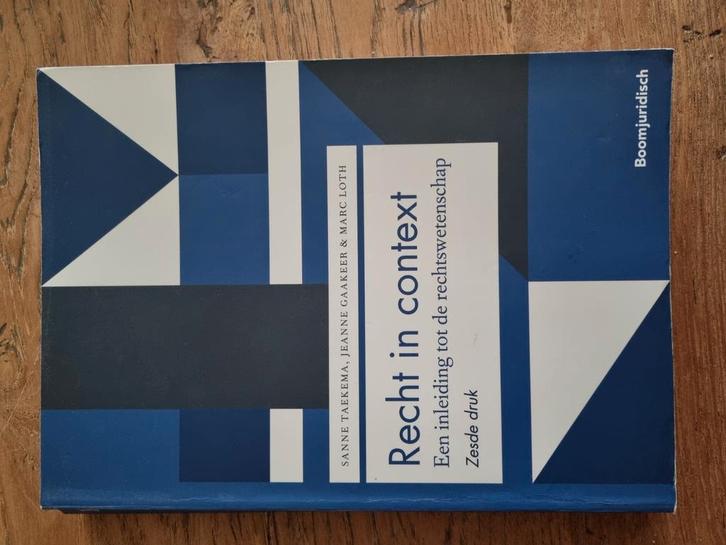 SANNE TAEKEMA, JEANNE GAAKEER & MARC LOTH
Recht in context
Een inleiding tot de rechtswetenschap
Zesde druk
Boomjuridisch